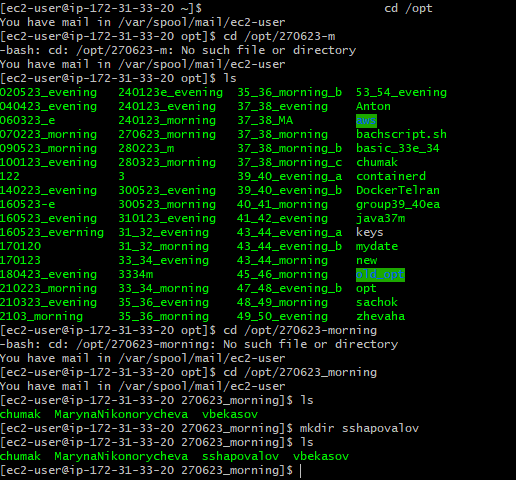 [ec2-user@ip-172-31-33-20 ~]$ cd /opt
You have mail in /var/spool/mail/ec2-user
[ec2-user@ip-172-31-33-20 opt]$ cd /opt/270623-m
-bash: cd: /opt/270623-m: No such file or directory
You have mail in /var/spool/mail/ec2-user
[ec2-user@ip-172-31-33-20 opt]$ ls
020523_evening 240123e_evening 35_36_morning_b 53_54_evening
040423_evening 240123_evening 37_38_evening Anton
060323_e 240123_morning 37_38_MA aws
070223_morning 270623_morning 37_38_morning bachscript.sh
090523_morning 280223_m 37_38_morning_b basic_33e_34
100123_evening 280323_morning 37_38_morning_c chumak
122 3 39_40_evening_a containerd
140223_evening 300523_evening 39_40_evening_b DockerTelran
160523-e 300523_morning 40_41_morning group39_40ea
160523_evening 310123_evening 41_42_evening java37m
160523_everning 31_32_evening 43_44_evening_a keys
170120 31_32_morning 43_44_evening_b mydate
170123 33_34_evening 43_44_morning new
180423_evening 3334m 45_46_morning old_opt
210223_morning 33_34_morning 47_48_evening_b opt
210323_evening 35_36_evening 48_49_morning sachok
2103_morning 35_36_morning 49_50_evening zhevaha
[ec2-user@ip-172-31-33-20 opt]$ cd /opt/270623-morning
-bash: cd: /opt/270623-morning: No such file or directory
You have mail in /var/spool/mail/ec2-user
[ec2-user@ip-172-31-33-20 opt]$ cd /opt/270623_morning
You have mail in /var/spool/mail/ec2-user
[ec2-user@ip-172-31-33-20 270623_morning]$ ls
chumak MarynaNikonorycheva vbekasov
[ec2-user@ip-172-31-33-20 270623_morning]$ mkdir sshapovalov
[ec2-user@ip-172-31-33-20 270623_morning]$ ls
chumak MarynaNikonorycheva sshapovalov vbekasov
[ec2-user@ip-172-31-33-20 270623_morning]$